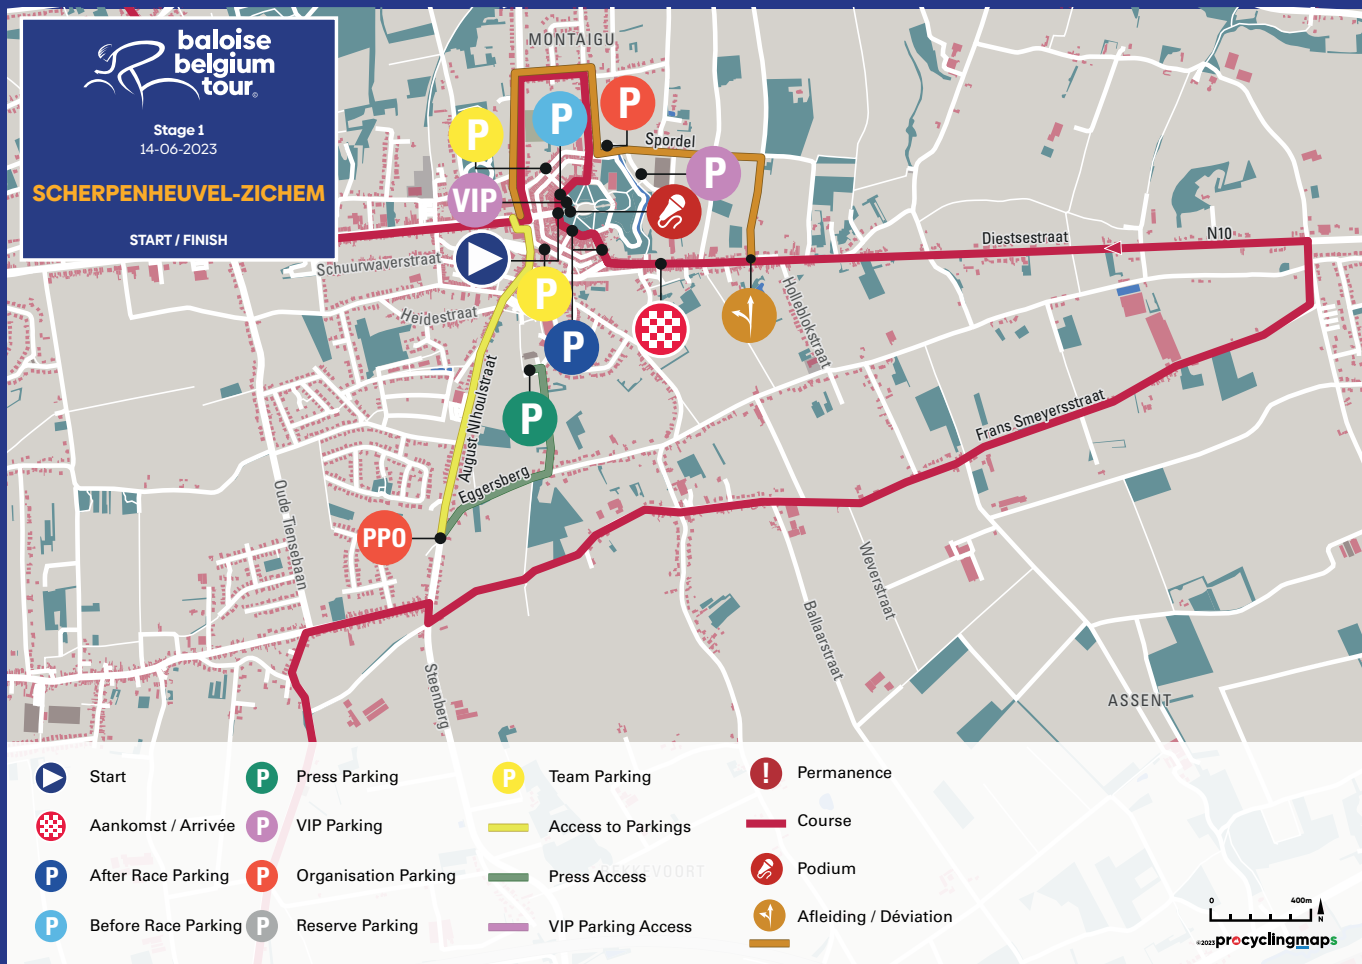 baloise
belgium
tour
Stage 1
14-06-2023
SCHERPENHEUVEL-ZICHEM
START / FINISH
MONTAIGU
P
P
P
Spordel
P
VIP
Schuurwaverstraat
Diestsestraat
N10
P
Heidestraat
Holleblokstraat
P
August NIhoulstraat
P
Frans Smeyersstraat
Eggersberg
Oude Tiensebaan
PPO
Weverstraat
Ballaarstraat
Steenberg
ASSENT
Start
P Press Parking
P Team Parking
! Permanence
Aankomst / Arrivée
P VIP Parking
Access to Parkings
Course
P After Race Parking
P Organisation Parking
Press Access
Podium
P Before Race Parking
P Reserve Parking
VIP Parking Access
Afleiding / Déviation
0 400m
N
©2023 procyclingmaps